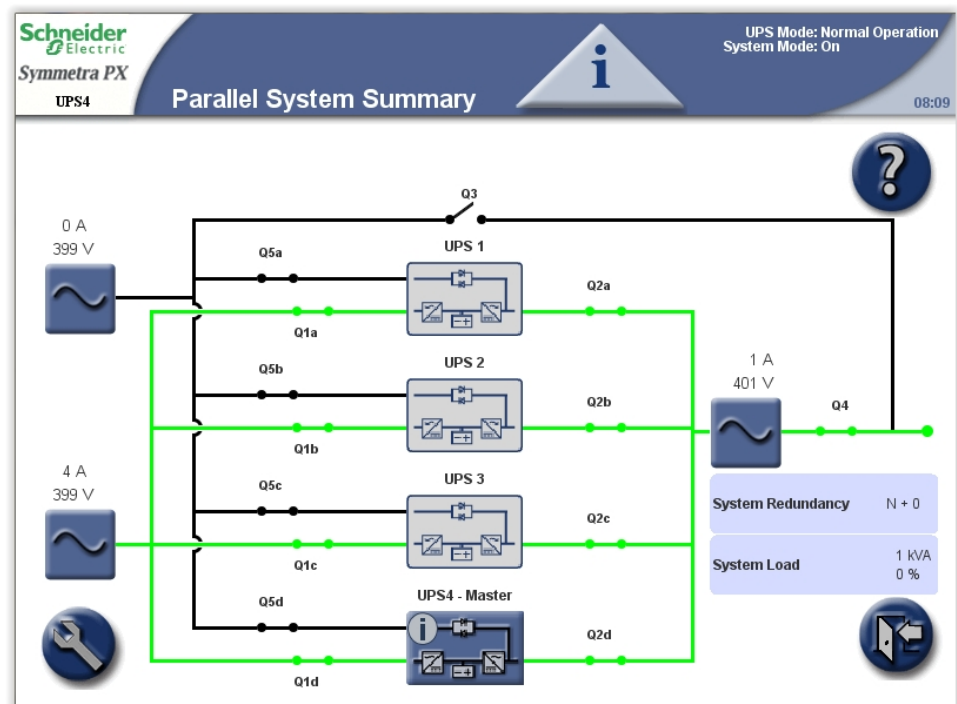 Schneider
Electric
Symmetra PX
UPS4
Parallel System Summary
i
UPS Mode: Normal Operation
System Mode: On
08:09
?
Q3
0 A
399 V
Q5a
UPS 1
Q2a
Q1a
Q5b
UPS 2
Q2b
Q1b
1 A
401 V
Q4
4 A
399 V
Q5c
UPS 3
Q2c
Q1c
System Redundancy N + 0
System Load 1 kVA
0 %
Q5d
UPS4 - Master
i
Q2d
Q1d